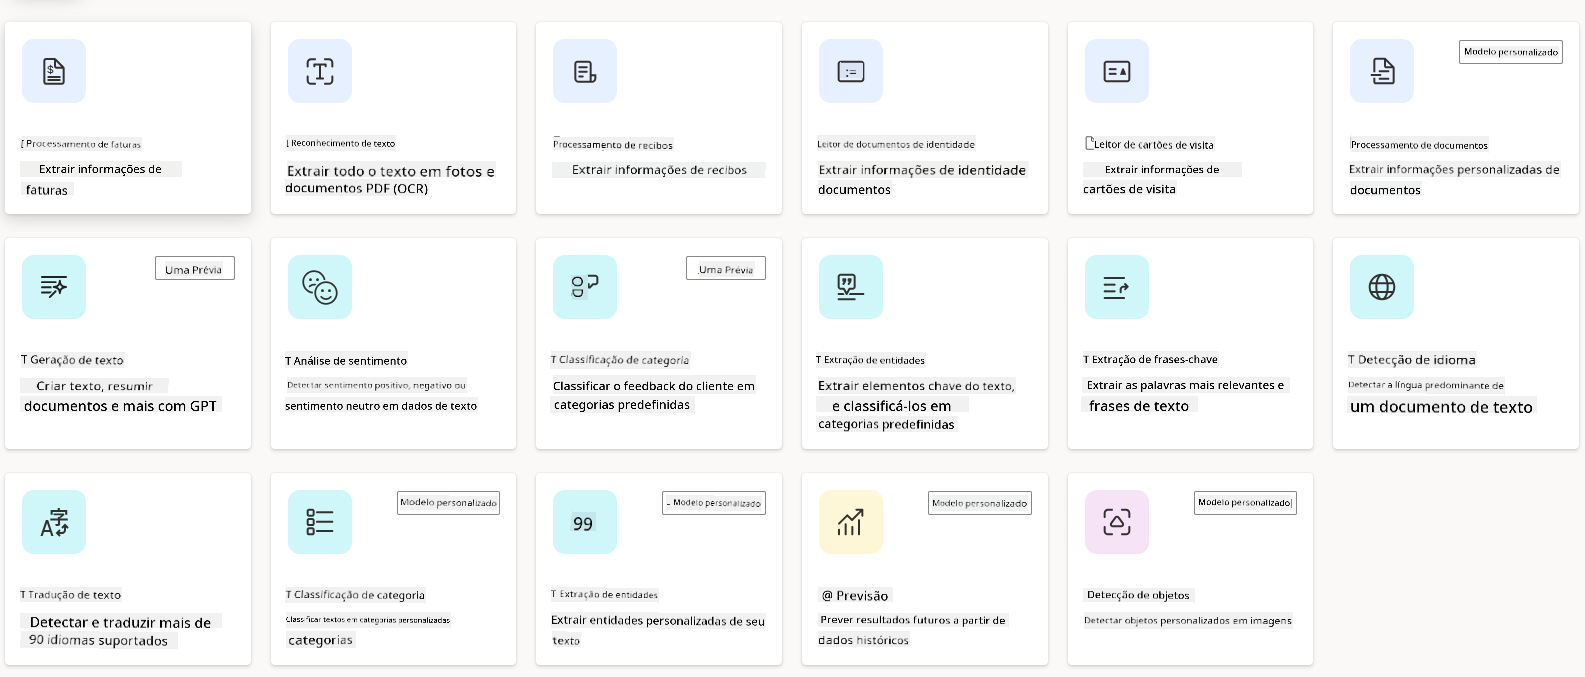 Modelo personalizado
[ Processamento de faturas
Extrair informações de
faturas
[ Reconhecimento de texto
Extrair todo o texto em fotos e
documentos PDF (OCR)
Processamento de recibos
Extrair informações de recibos
Leitor de documentos de identidade
Extrair informações de identidade
documentos
Leitor de cartões de visita
Extrair informações de
cartões de visita
Processamento de documentos
Extrair informações personalizadas de
documentos
Uma Prévia
T Geração de texto
Criar texto, resumir
documentos e mais com GPT
T Análise de sentimento
Detectar sentimento positivo, negativo ou
sentimento neutro em dados de texto
Uma Prévia
T Classificação de categoria
Classificar o feedback do cliente em
categorias predefinidas
T Extração de entidades
Extrair elementos chave do texto,
e classificá-los em
categorias predefinidas
T Extração de frases-chave
Extrair as palavras mais relevantes e
frases de texto
T Detecção de idioma
Detectar a língua predominante de
um documento de texto
T Tradução de texto
Detectar e traduzir mais de
90 idiomas suportados
Modelo personalizado
T Classificação de categoria
Classificar textos em categorias personalizadas
categorias
Modelo personalizado
99
T Extração de entidades
Extrair entidades personalizadas de seu
texto
Modelo personalizado
@ Previsão
Prever resultados futuros a partir de
dados históricos
Modelo personalizado
Detecção de objetos
Detectar objetos personalizados em imagens